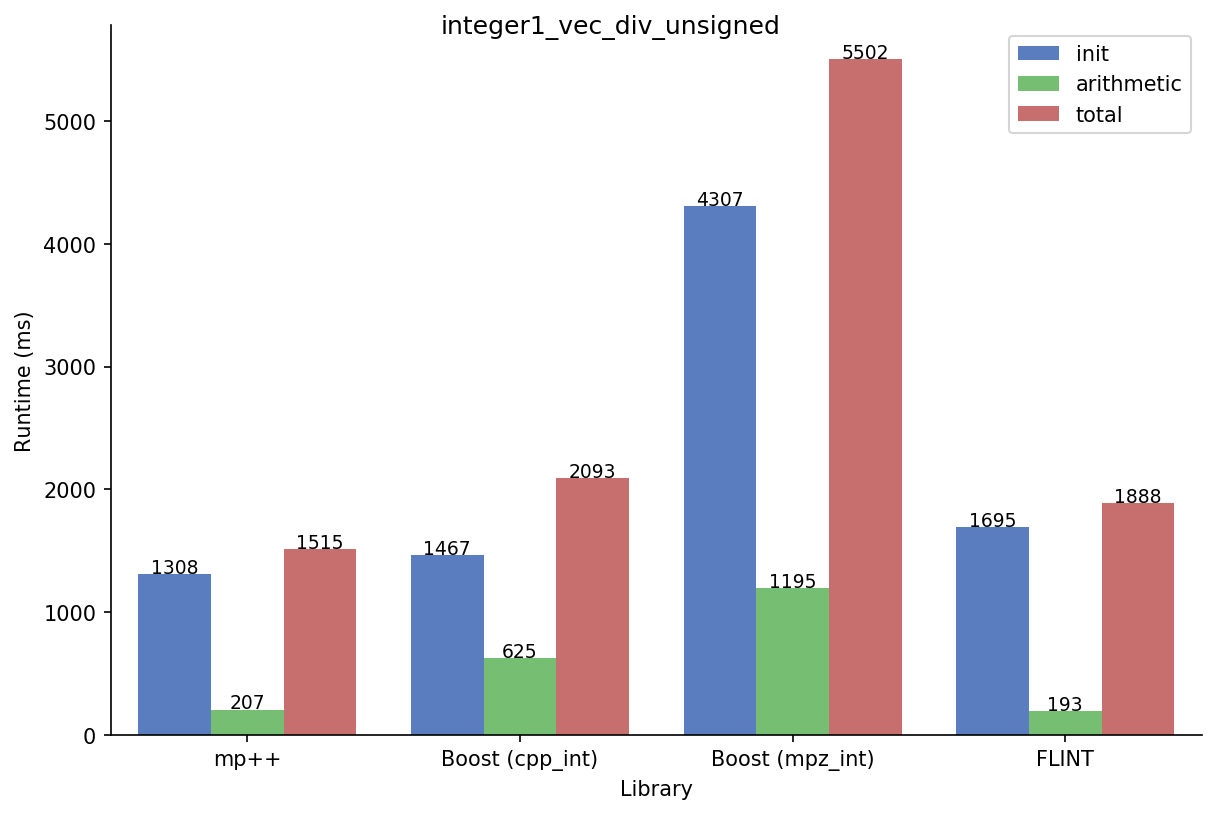 integer1_vec_div_unsigned
init
arithmetic
total
Runtime (ms)
5000
4000
3000
2000
1000
0
1308
207
1515
1467
625
2093
4307
1195
5502
1695
193
1888
mp++
Boost (cpp_int)
Boost (mpz_int)
FLINT
Library